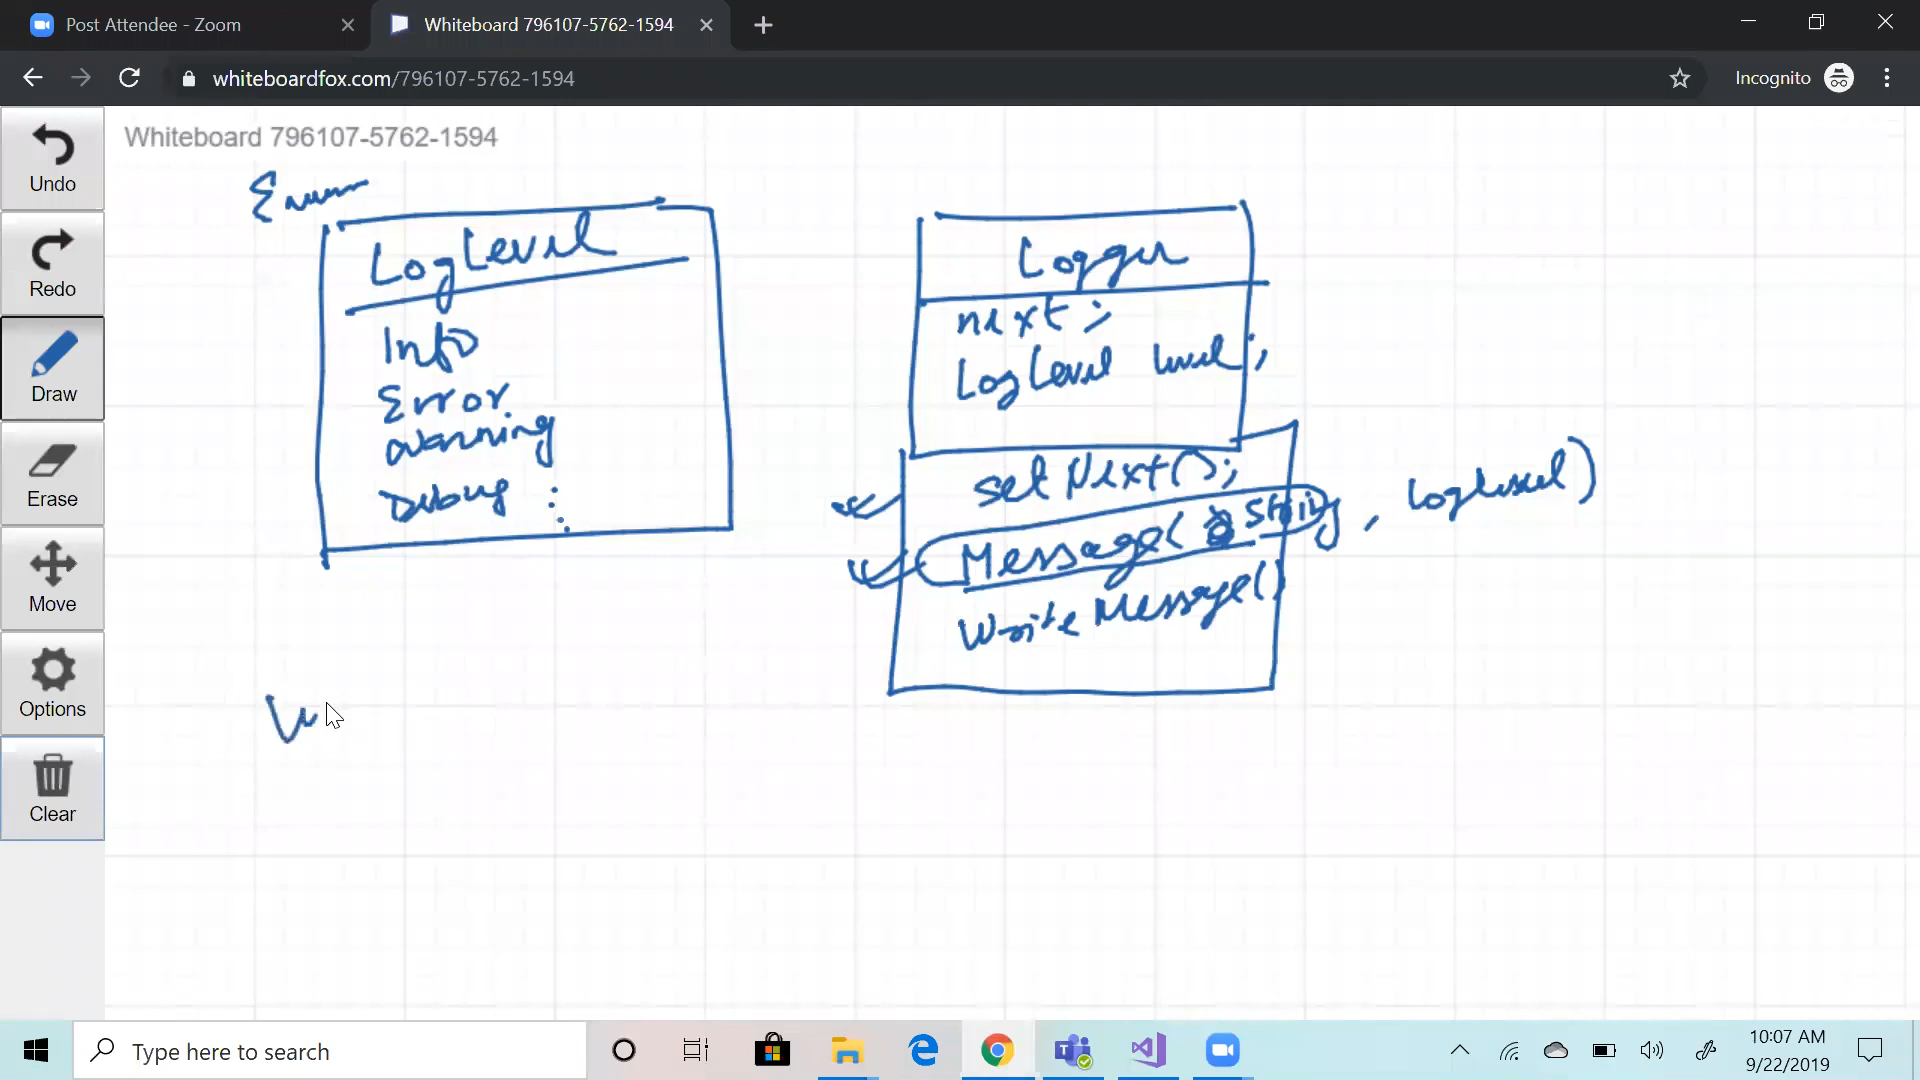 Post Attendee - Zoom
Whiteboard 796107-5762-1594
whiteboardfox.com/796107-5762-1594
Incognito
Undo
Redo
Draw
Erase
Move
Options
Clear
Whiteboard 796107-5762-1594
Enum
LogLevel
Info
Error
Warning
Debug
Logger
next;
LogLevel level;
setNext();
Message( String, loglevel)
WriteMessage()
Type here to search
10:07 AM
9/22/2019